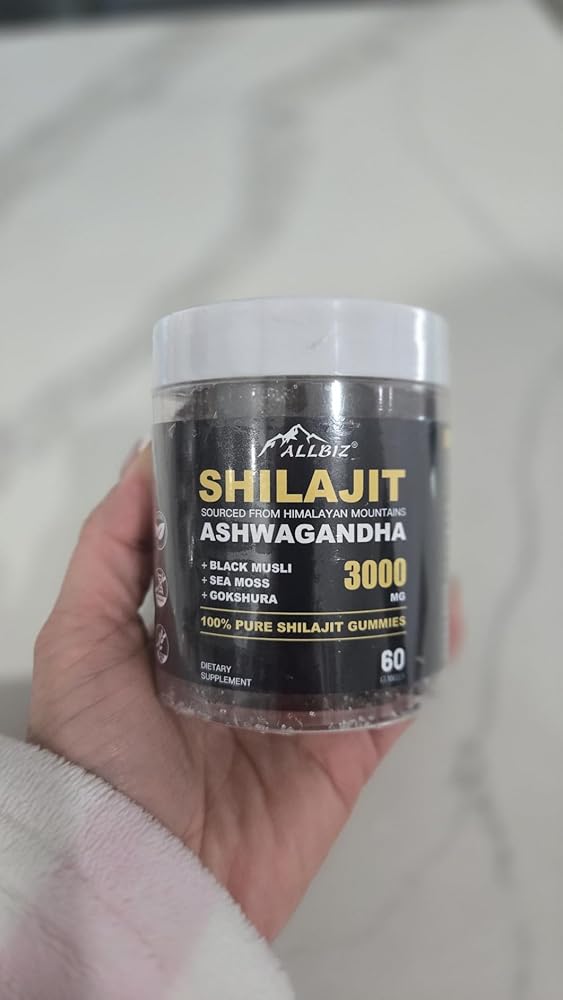 ALLBIZ®
SHILAJIT
SOURCED FROM HIMALAYAN MOUNTAINS
ASHWAGANDHA
+ BLACK MUSLI
+ SEA MOSS
+ GOKSHURA
3000
MG
100% PURE SHILAJIT GUMMIES
DIETARY
SUPPLEMENT
60
GUMMIES